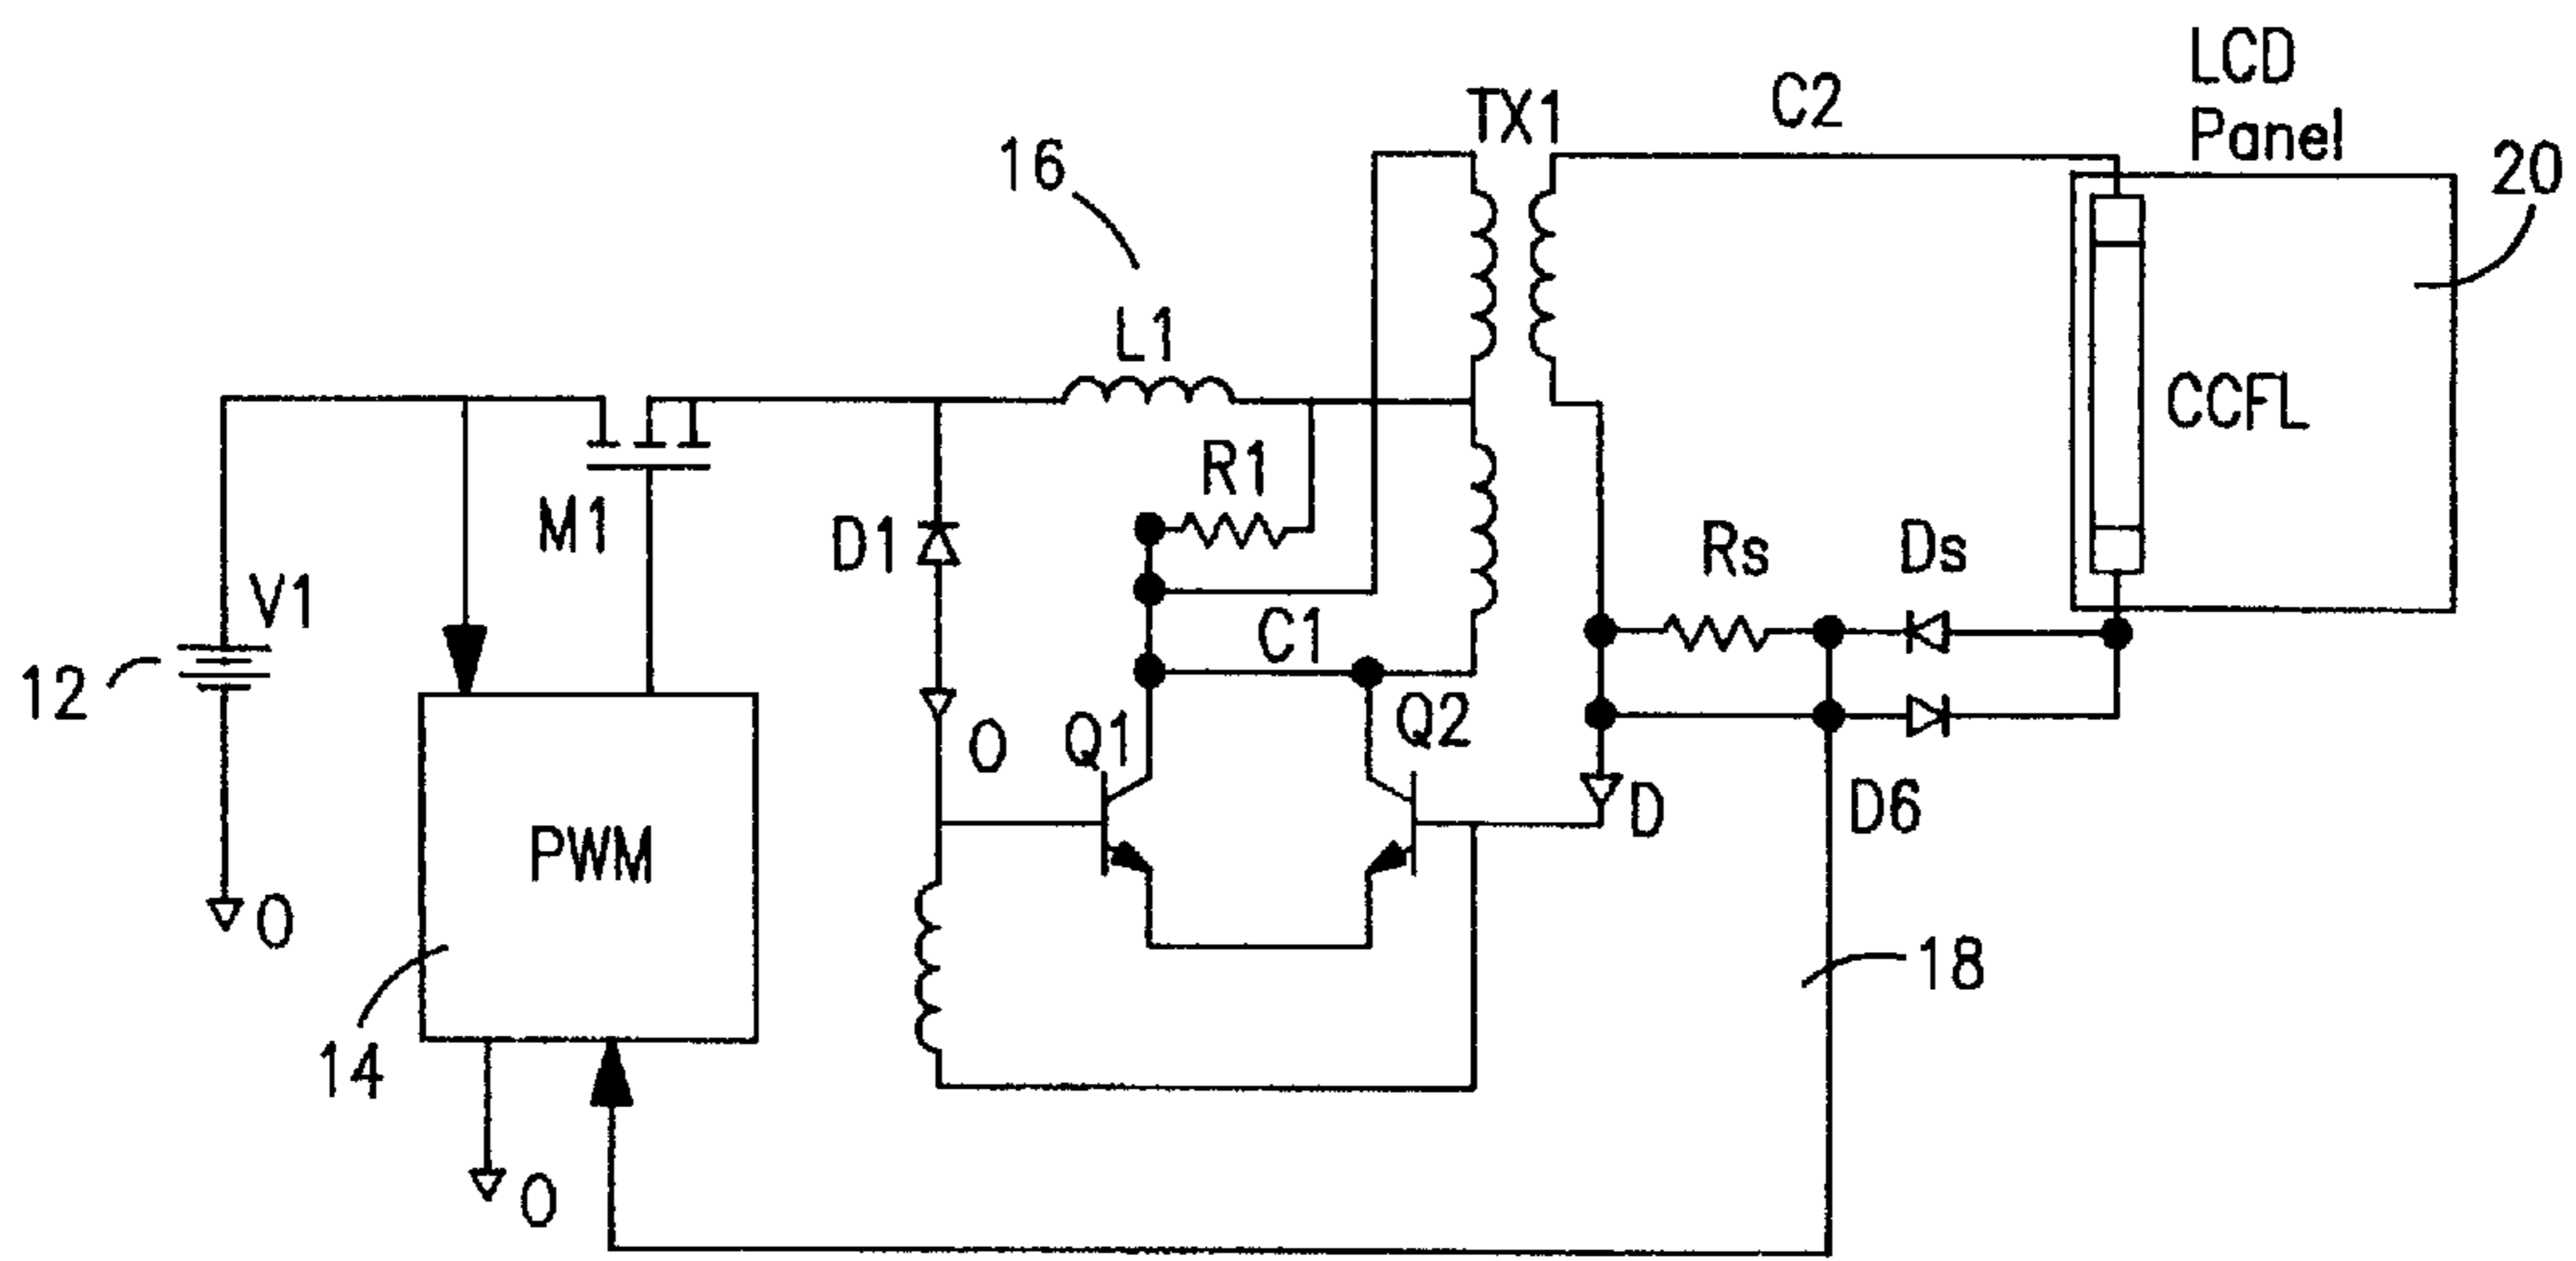 LCD
Panel
TX1
C2
16
20
L1
CCFL
R1
M1
D1
Rs
Ds
V1
C1
12
O
Q1
Q2
D
D6
PWM
O
18
14
O